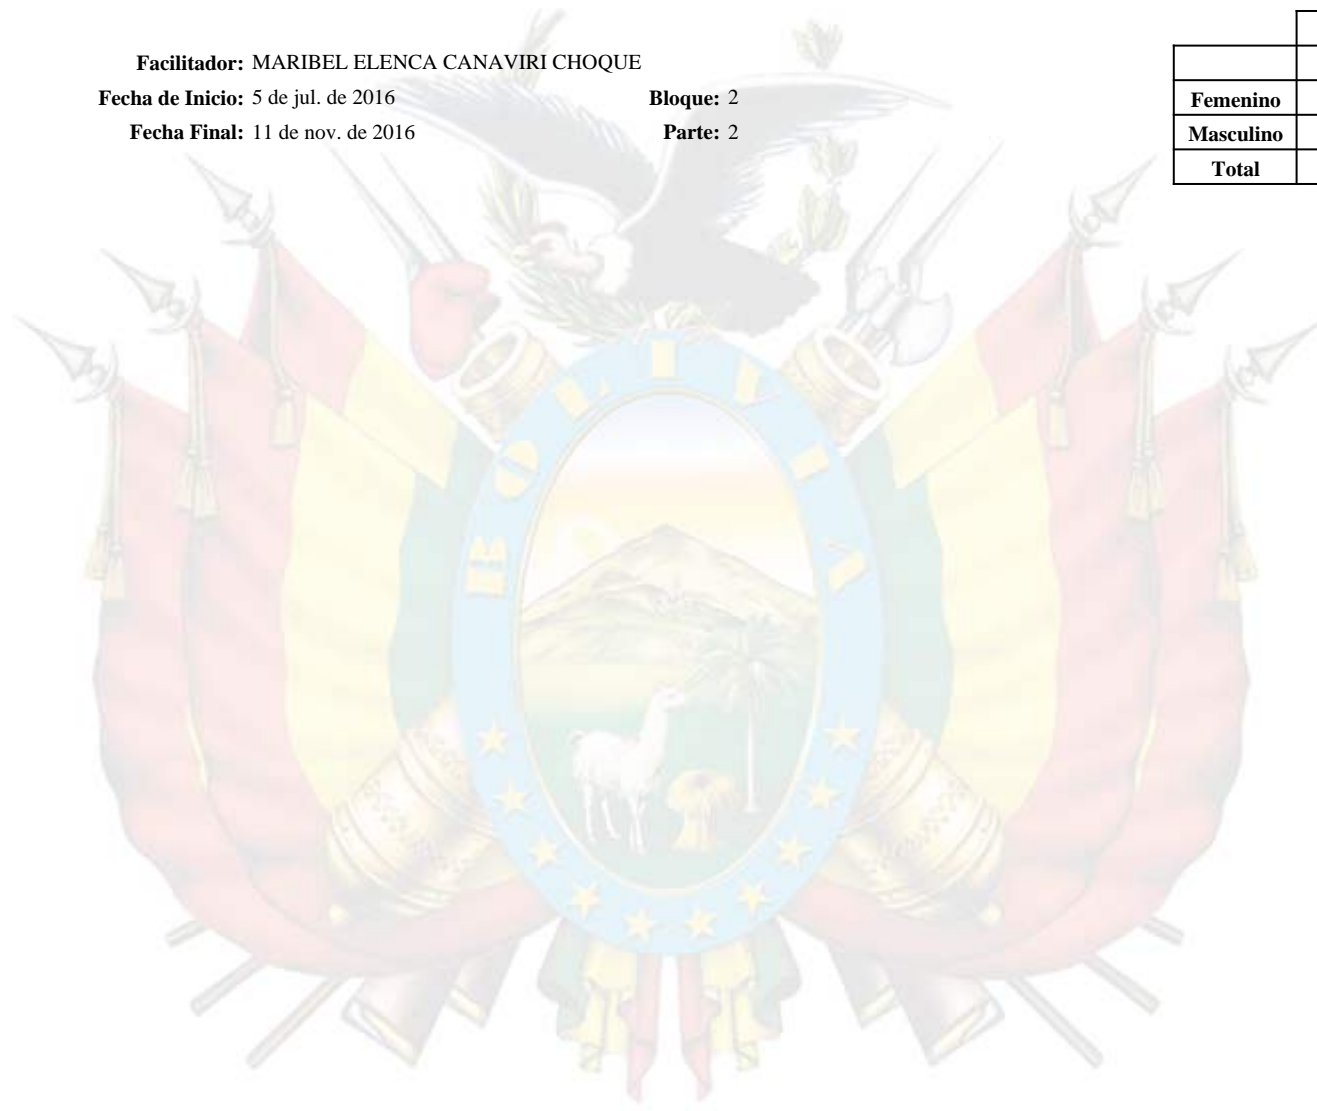 Facilitador: MARIBEL ELENCA CANAVIRI CHOQUE
Fecha de Inicio: 5 de jul. de 2016 Bloque: 2
Fecha Final: 11 de nov. de 2016 Parte: 2
Femenino
Masculino
Total
BOLIVIA